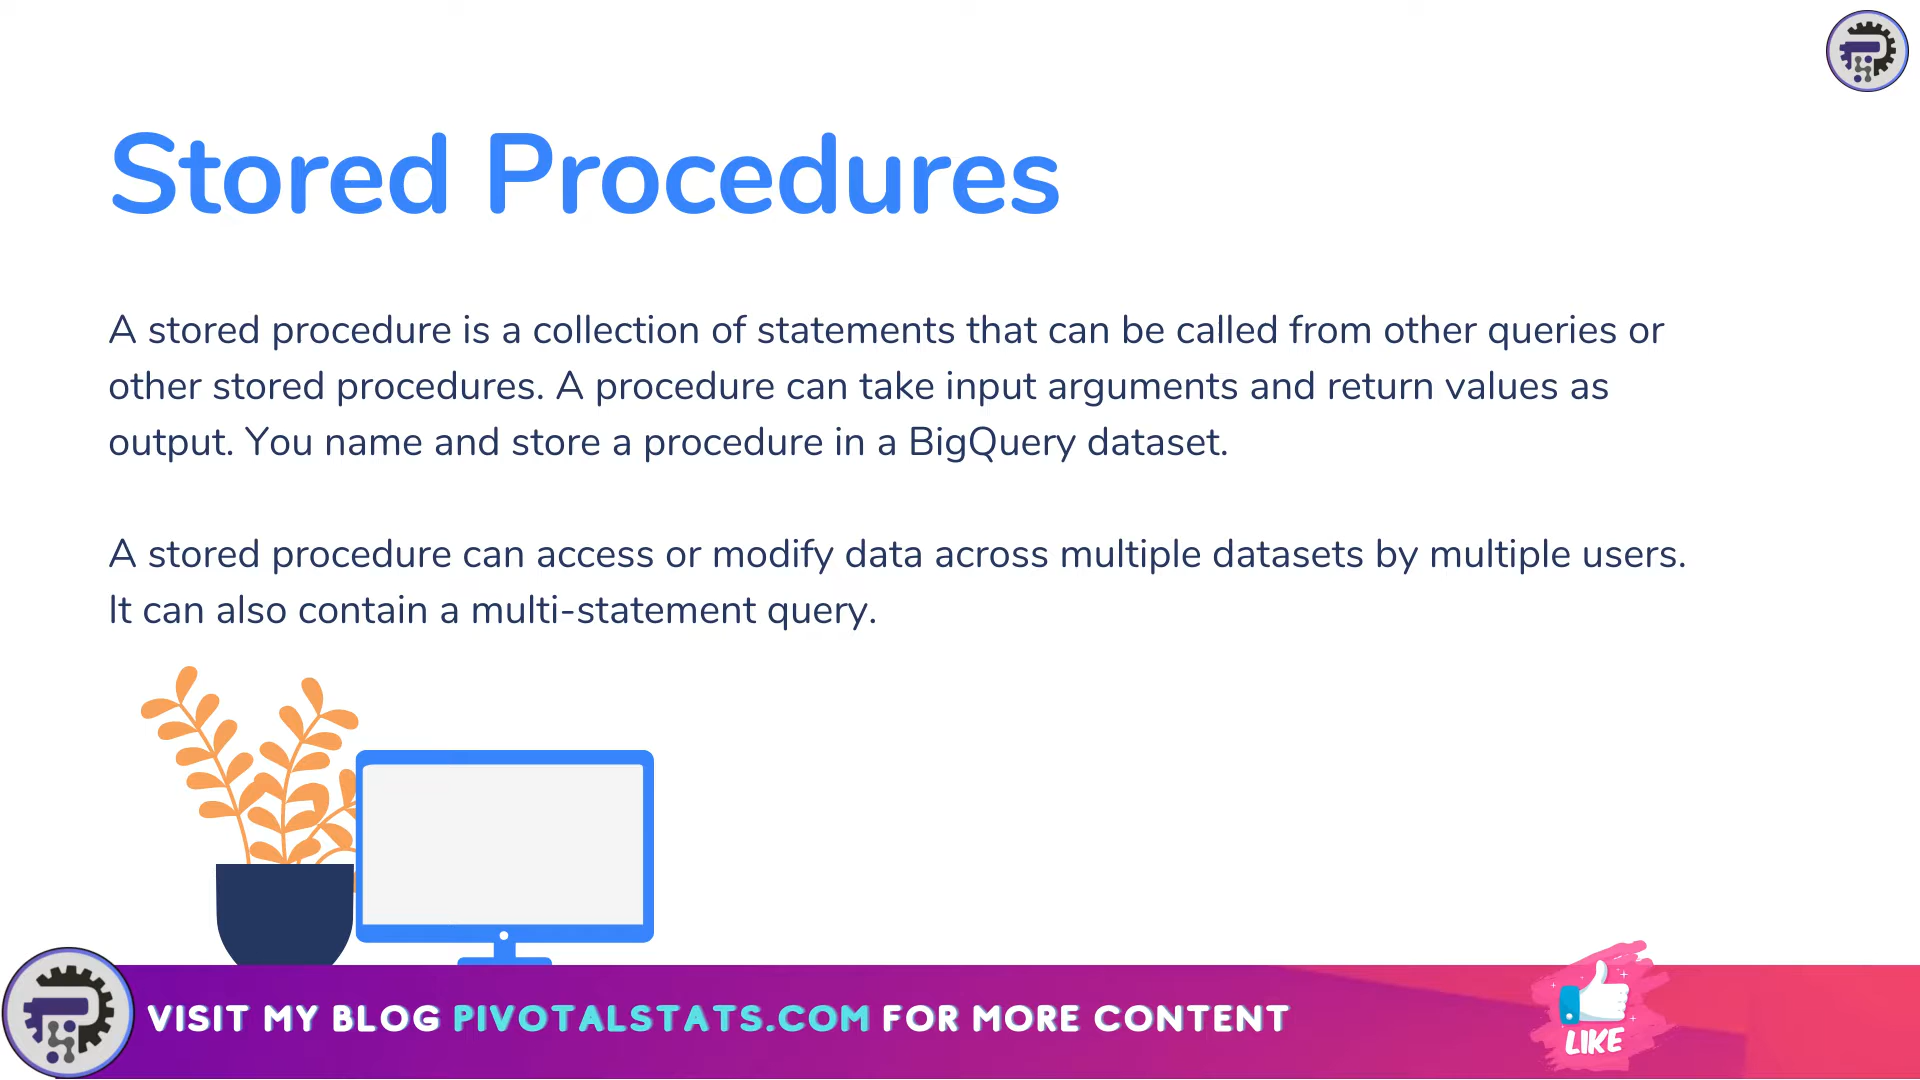 Stored Procedures
A stored procedure is a collection of statements that can be called from other queries or
other stored procedures. A procedure can take input arguments and return values as
output. You name and store a procedure in a BigQuery dataset.
A stored procedure can access or modify data across multiple datasets by multiple users.
It can also contain a multi-statement query.
VISIT MY BLOG PIVOTALSTATS.COM FOR MORE CONTENT
LIKE